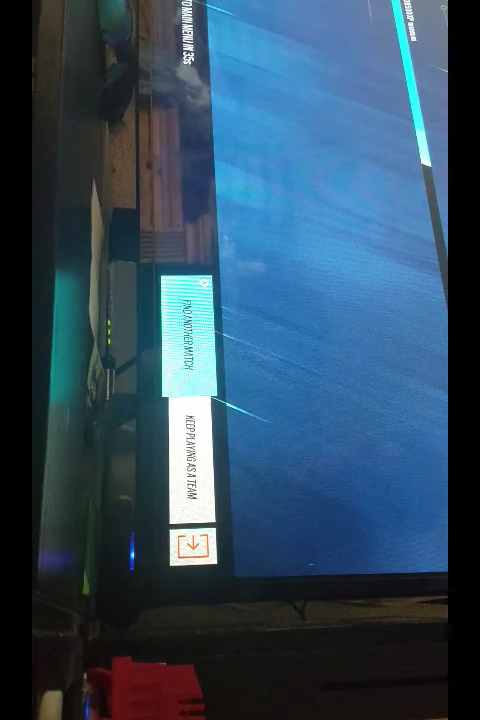 TO MAIN MENU IN 35s
FIND ANOTHER MATCH
KEEP PLAYING AS A TEAM